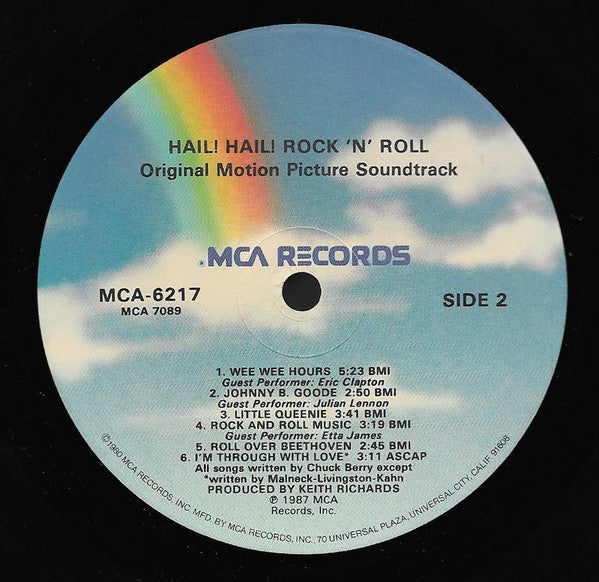 HAIL! HAIL! ROCK 'N' ROLL
Original Motion Picture Soundtrack
®MCA RECORDS
MCA-6217
MCA 7089
SIDE 2
1. WEE WEE HOURS 5:23 BMI
Guest Performer: Eric Clapton
2. JOHNNY B. GOODE 2:50 BMI
Guest Performer: Julian Lennon
3. LITTLE QUEENIE 3:41 BMI
4. ROCK AND ROLL MUSIC 3:19 BMI
Guest Performer: Etta James
5. ROLL OVER BEETHOVEN 2:45 BMI
6. I'M THROUGH WITH LOVE* 3:11 ASCAP
All songs written by Chuck Berry except
*written by Malneck-Livingston-Kahn
PRODUCED BY KEITH RICHARDS
℗ 1987 MCA
Records, Inc.
©1980 MCA RECORDS, INC. MFD. BY MCA RECORDS, INC., 70 UNIVERSAL PLAZA, UNIVERSAL CITY, CALIF. 91608